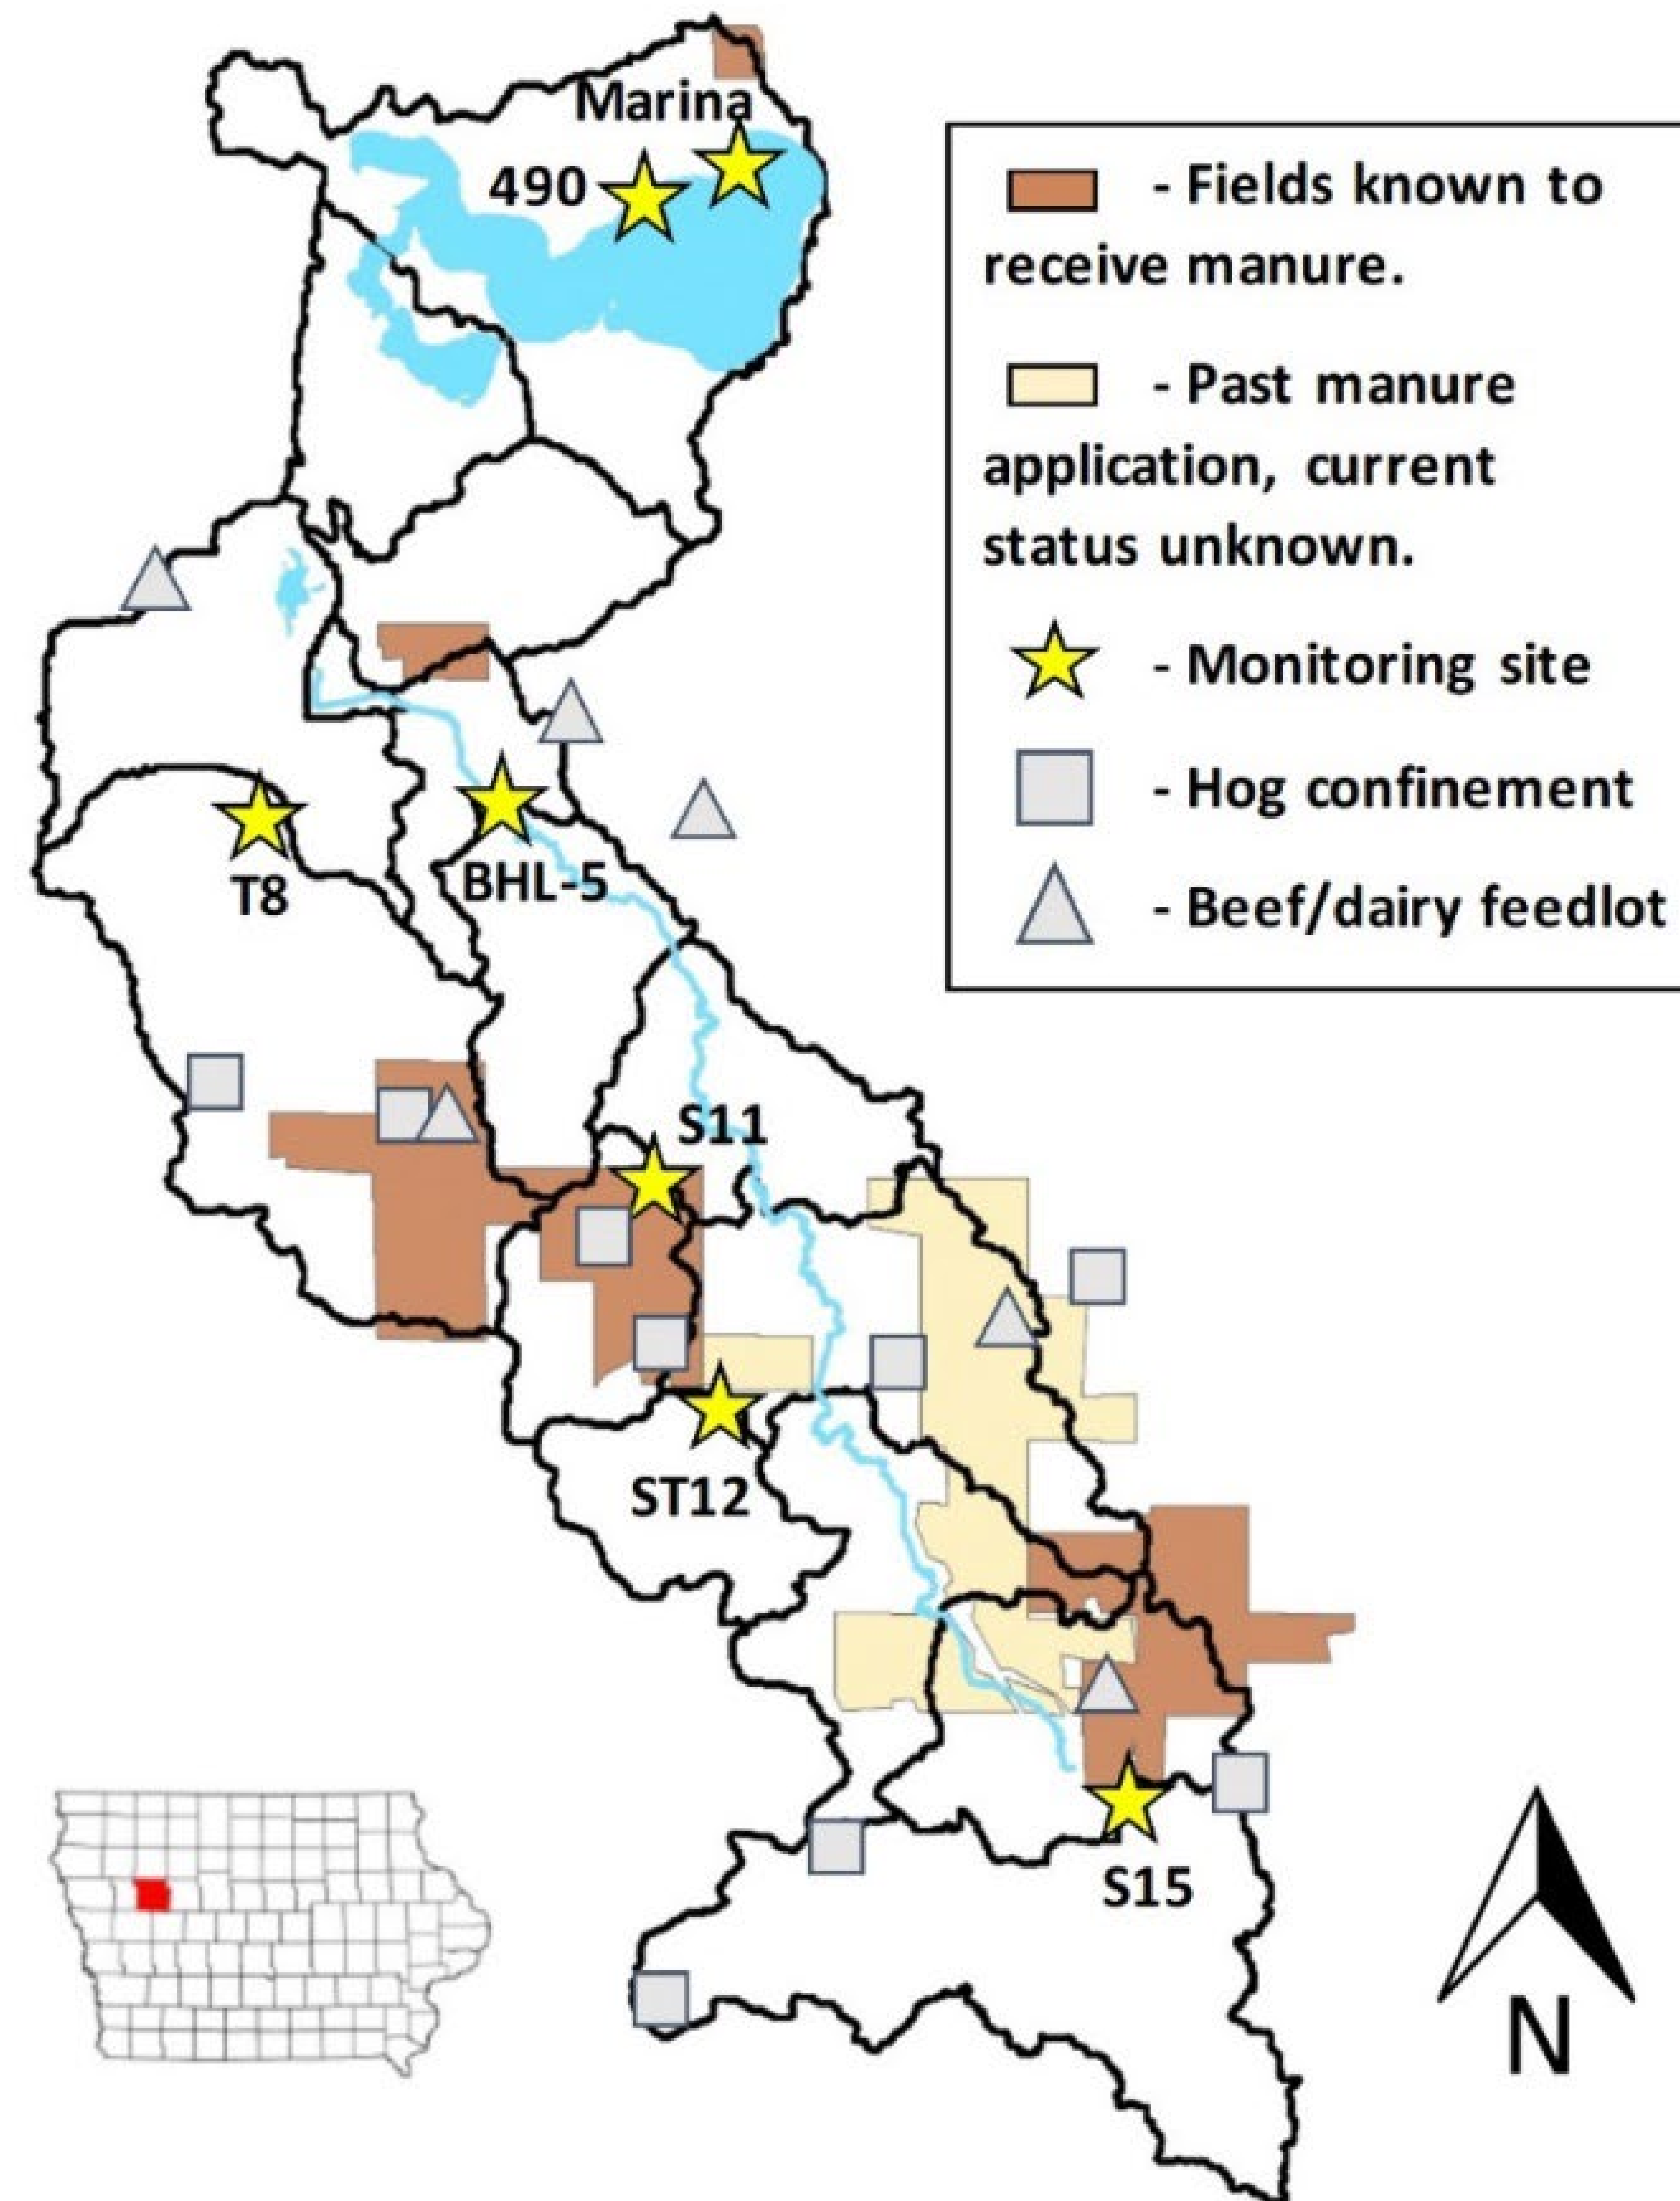 Marina
490
- Fields known to
receive manure.
- Past manure
application, current
status unknown.
- Monitoring site
- Hog confinement
- Beef/dairy feedlot
T8
BHL-5
S11
ST12
S15
N